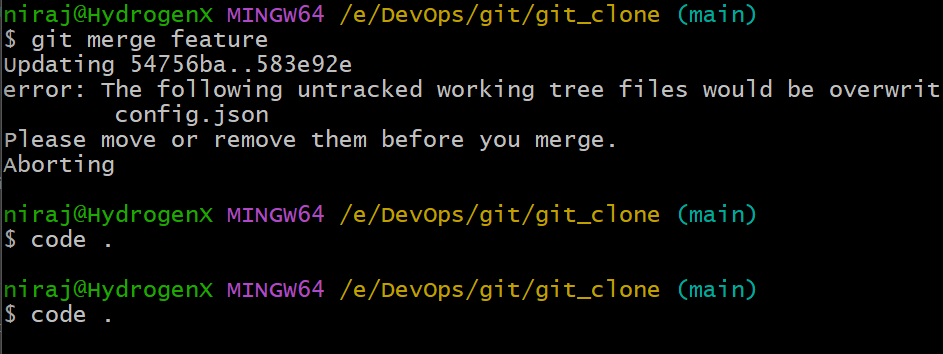 niraj@HydrogenX MINGW64 /e/DevOps/git/git_clone (main)
$ git merge feature
Updating 54756ba..583e92e
error: The following untracked working tree files would be overwrit
        config.json
Please move or remove them before you merge.
Aborting

niraj@HydrogenX MINGW64 /e/DevOps/git/git_clone (main)
$ code .

niraj@HydrogenX MINGW64 /e/DevOps/git/git_clone (main)
$ code .